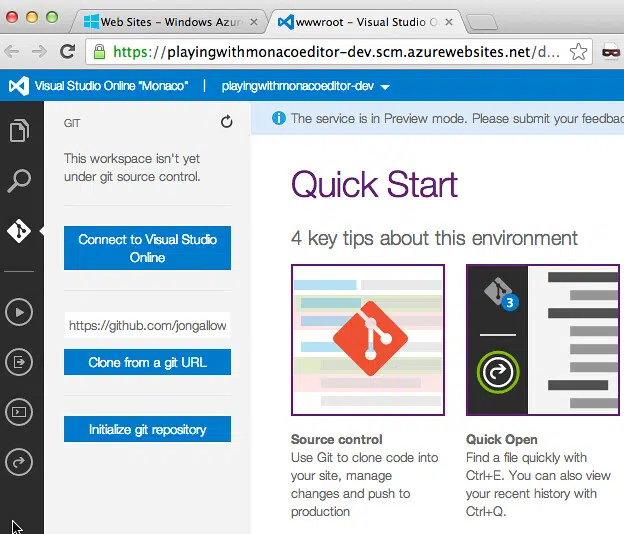 Web Sites - Windows Azur
wwwroot - Visual Studio O
https://playingwithmonacoeditor-dev.scm.azurewebsites.net/d...
Visual Studio Online "Monaco"
playingwithmonacoeditor-dev
GIT
This workspace isn't yet
under git source control.
Connect to Visual Studio
Online
https://github.com/jongallow
Clone from a git URL
Initialize git repository
The service is in Preview mode. Please submit your feedback
Quick Start
4 key tips about this environment
3
Source control
Use Git to clone code into
your site, manage
changes and push to
production
Quick Open
Find a file quickly with
Ctrl+E. You can also view
your recent history with
Ctrl+Q.